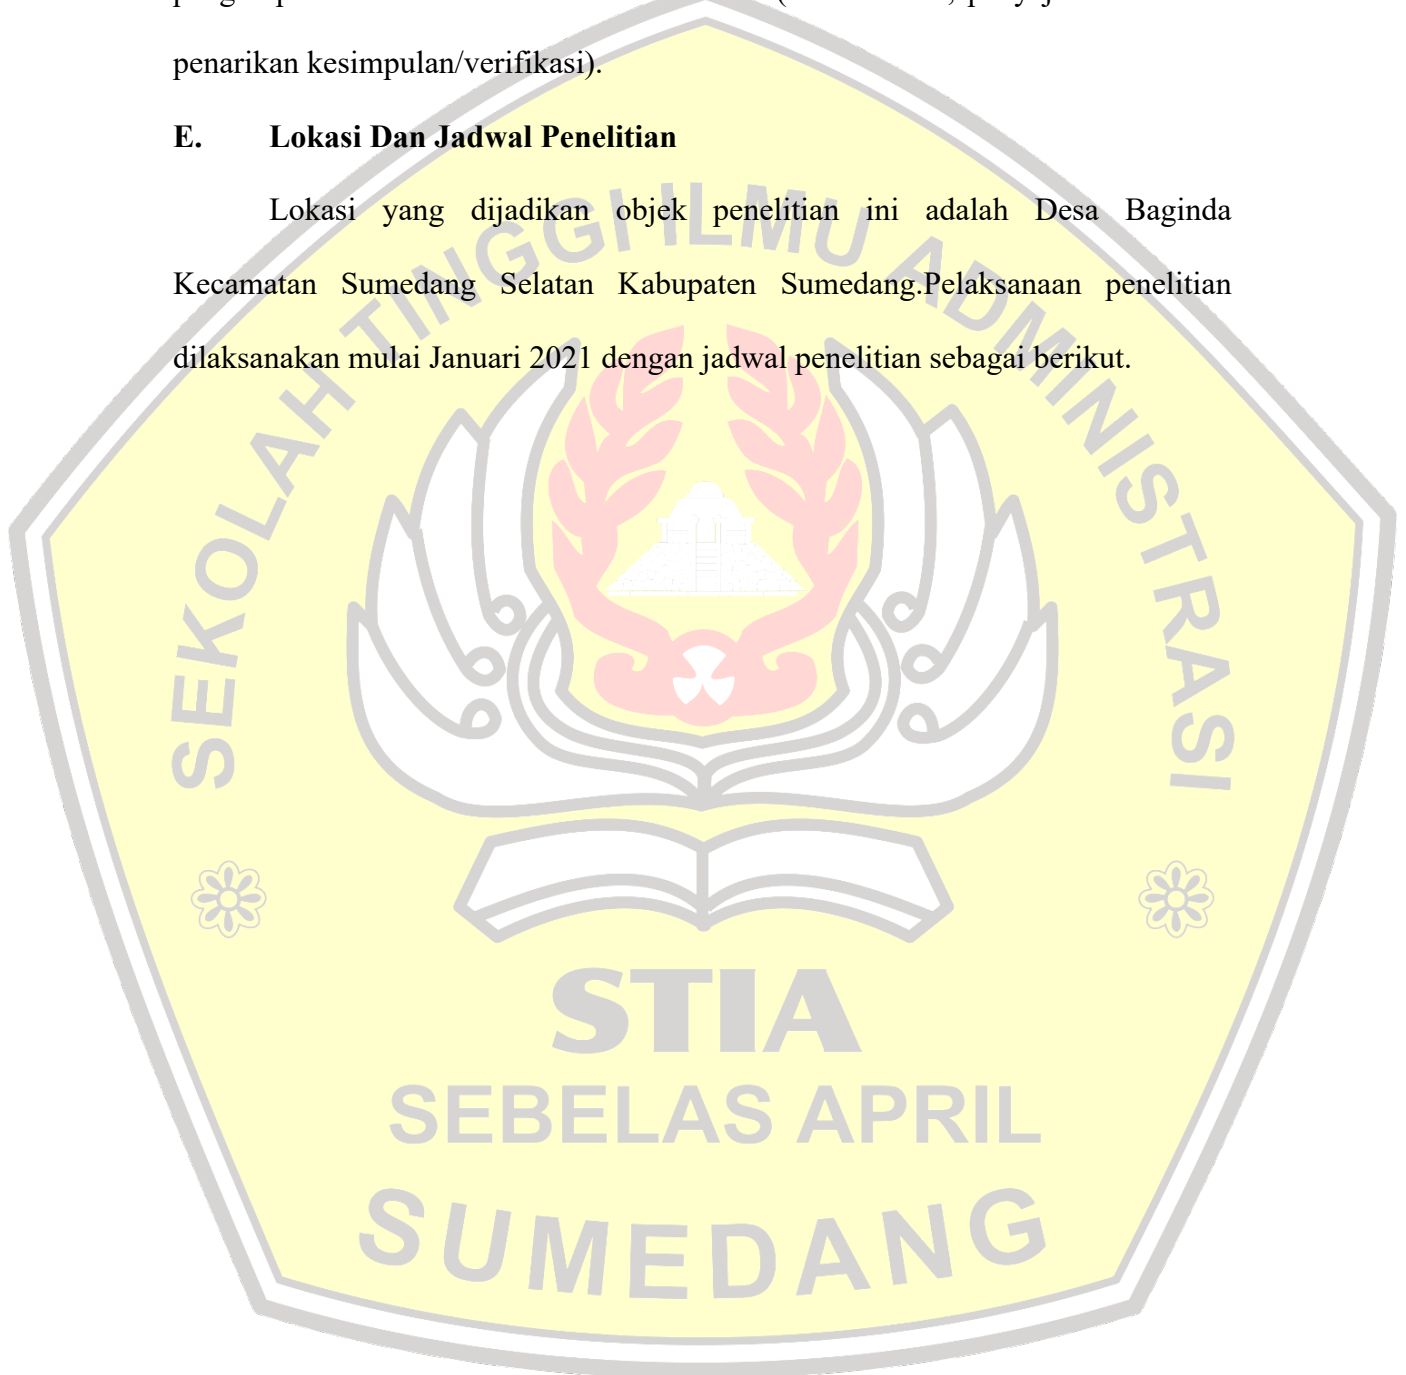 penarikan kesimpulan/verifikasi).
E. Lokasi Dan Jadwal Penelitian
Lokasi yang dijadikan objek penelitian ini adalah Desa Baginda
Kecamatan Sumedang Selatan Kabupaten Sumedang.Pelaksanaan penelitian
dilaksanakan mulai Januari 2021 dengan jadwal penelitian sebagai berikut.
SEKOLAH TINGGI ILMU ADMINISTRASI
STIA
SEBELAS APRIL
SUMEDANG